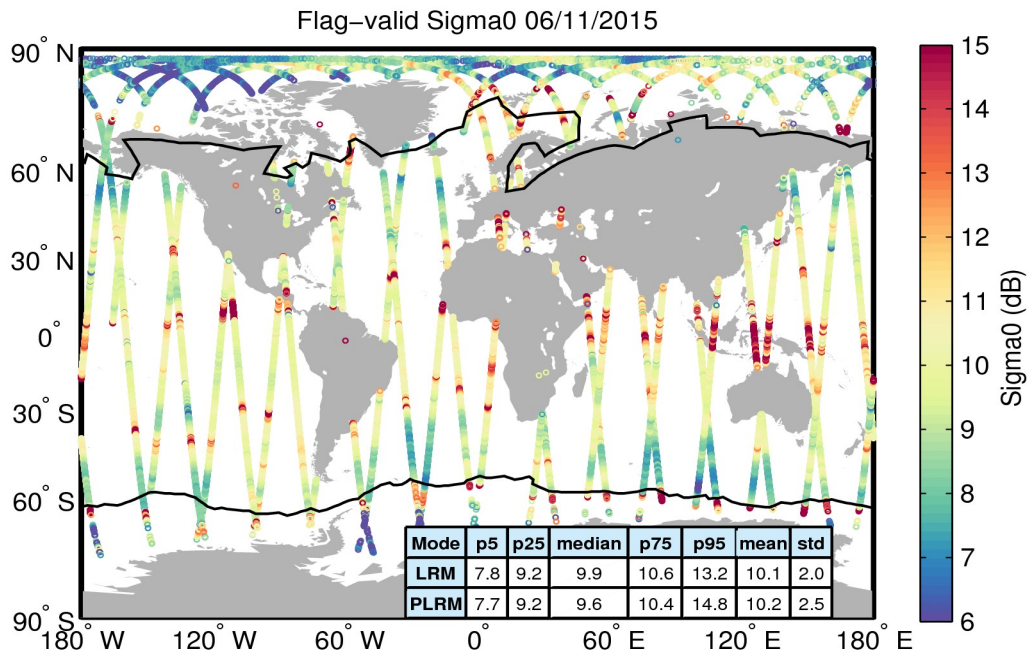 Flag−valid Sigma0 06/11/2015
90° N
60° N
30° N
0°
30° S
60° S
90° S
180° W
120° W
60° W
0°
60° E
120° E
180° E
15
14
13
12
11
10
9
8
7
6
Sigma0 (dB)
Mode p5 p25 median p75 p95 mean std
LRM 7.8 9.2 9.9 10.6 13.2 10.1 2.0
PLRM 7.7 9.2 9.6 10.4 14.8 10.2 2.5